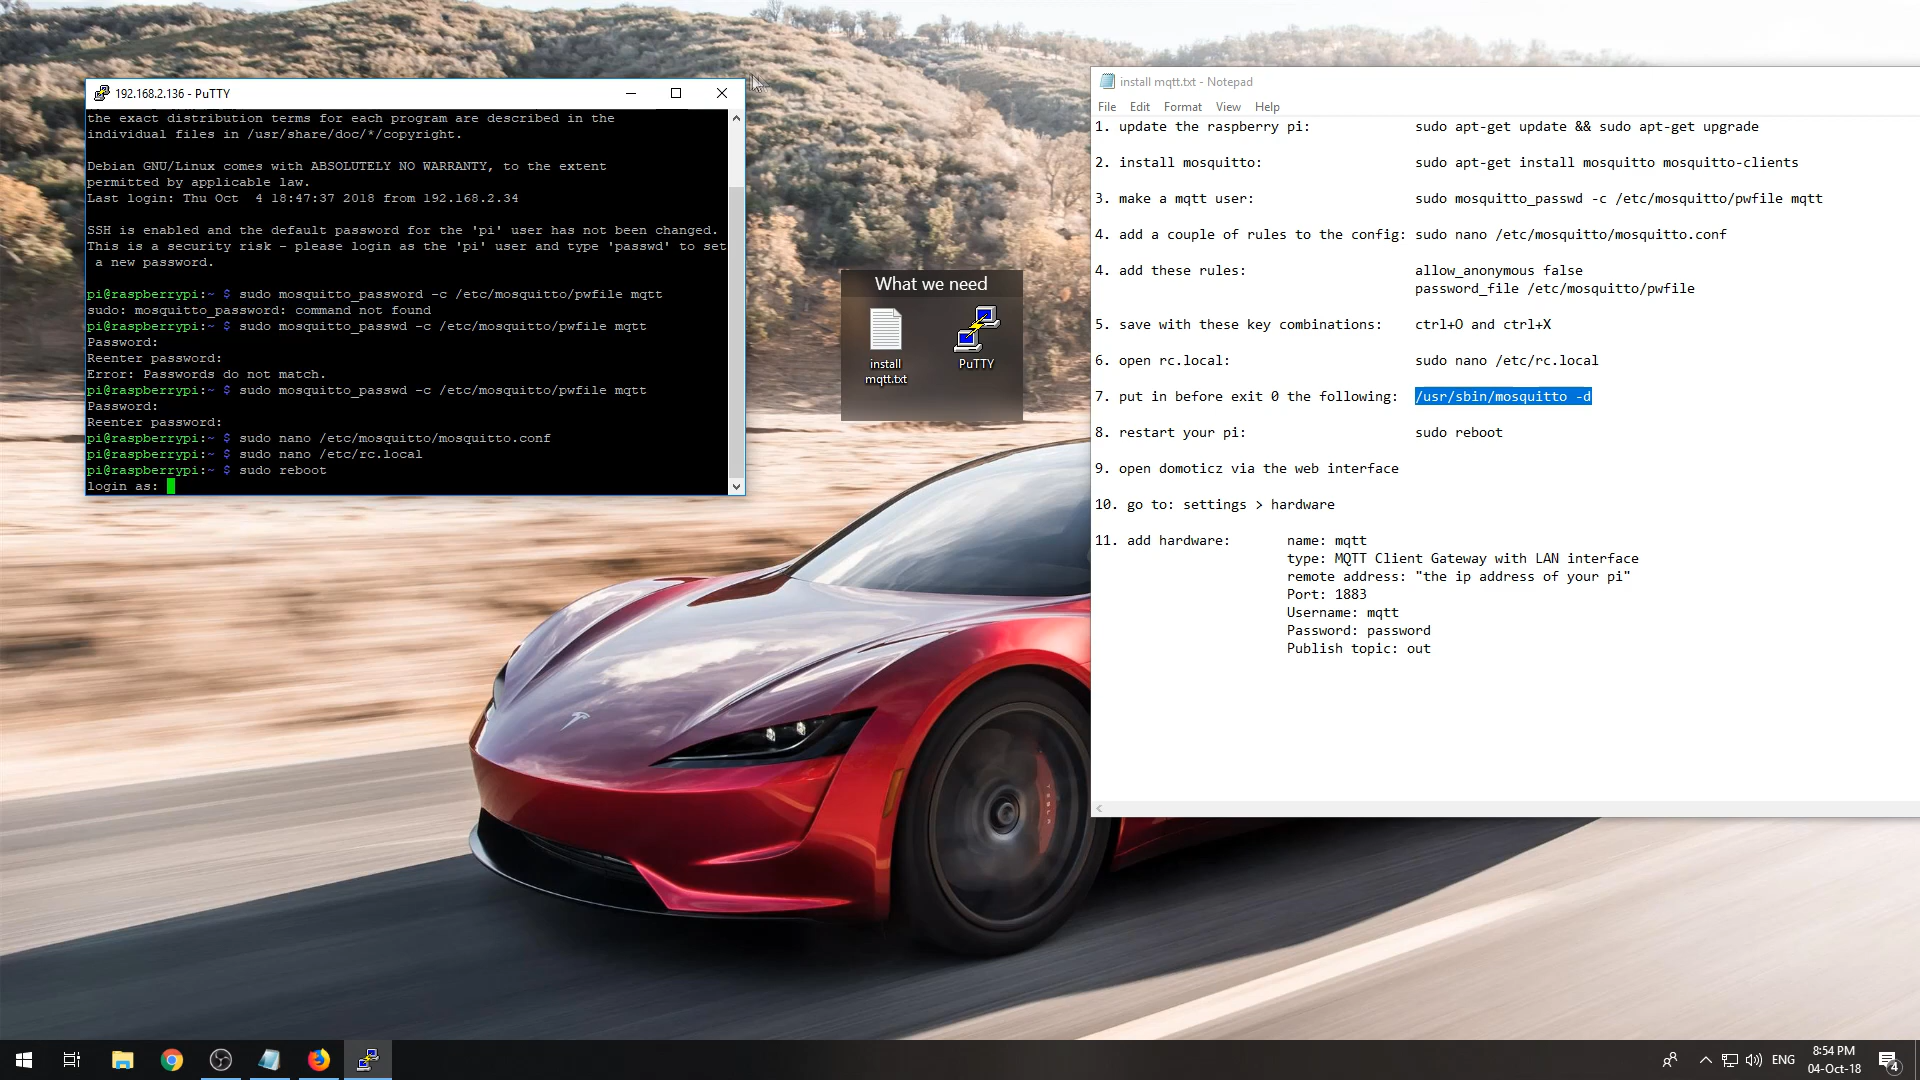 192.168.2.136 - PuTTY
the exact distribution terms for each program are described in the
individual files in /usr/share/doc/*/copyright.
Debian GNU/Linux comes with ABSOLUTELY NO WARRANTY, to the extent
permitted by applicable law.
Last login: Thu Oct  4 18:47:37 2018 from 192.168.2.34
SSH is enabled and the default password for the 'pi' user has not been changed.
This is a security risk - please login as the 'pi' user and type 'passwd' to set
 a new password.
pi@raspberrypi:~ $ sudo mosquitto_password -c /etc/mosquitto/pwfile mqtt
sudo: mosquitto_password: command not found
pi@raspberrypi:~ $ sudo mosquitto_passwd -c /etc/mosquitto/pwfile mqtt
Password:
Reenter password:
Error: Passwords do not match.
pi@raspberrypi:~ $ sudo mosquitto_passwd -c /etc/mosquitto/pwfile mqtt
Password:
Reenter password:
pi@raspberrypi:~ $ sudo nano /etc/mosquitto/mosquitto.conf
pi@raspberrypi:~ $ sudo nano /etc/rc.local
pi@raspberrypi:~ $ sudo reboot
login as:
What we need
install mqtt.txt
PuTTY
install mqtt.txt - Notepad
File Edit Format View Help
1. update the raspberry pi: sudo apt-get update && sudo apt-get upgrade
2. install mosquitto: sudo apt-get install mosquitto mosquitto-clients
3. make a mqtt user: sudo mosquitto_passwd -c /etc/mosquitto/pwfile mqtt
4. add a couple of rules to the config: sudo nano /etc/mosquitto/mosquitto.conf
4. add these rules: allow_anonymous false
password_file /etc/mosquitto/pwfile
5. save with these key combinations: ctrl+O and ctrl+X
6. open rc.local: sudo nano /etc/rc.local
7. put in before exit 0 the following: /usr/sbin/mosquitto -d
8. restart your pi: sudo reboot
9. open domoticz via the web interface
10. go to: settings > hardware
11. add hardware: name: mqtt
type: MQTT Client Gateway with LAN interface
remote address: "the ip address of your pi"
Port: 1883
Username: mqtt
Password: password
Publish topic: out
TESLA
ENG
8:54 PM
04-Oct-18
4